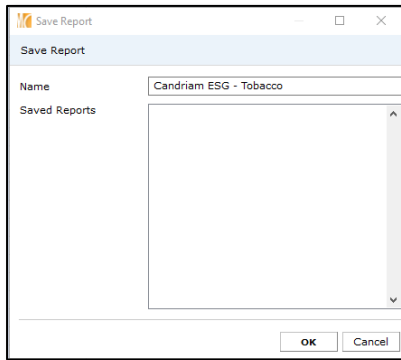 Save Report
Save Report
Name Candriam ESG - Tobacco
Saved Reports
OK Cancel